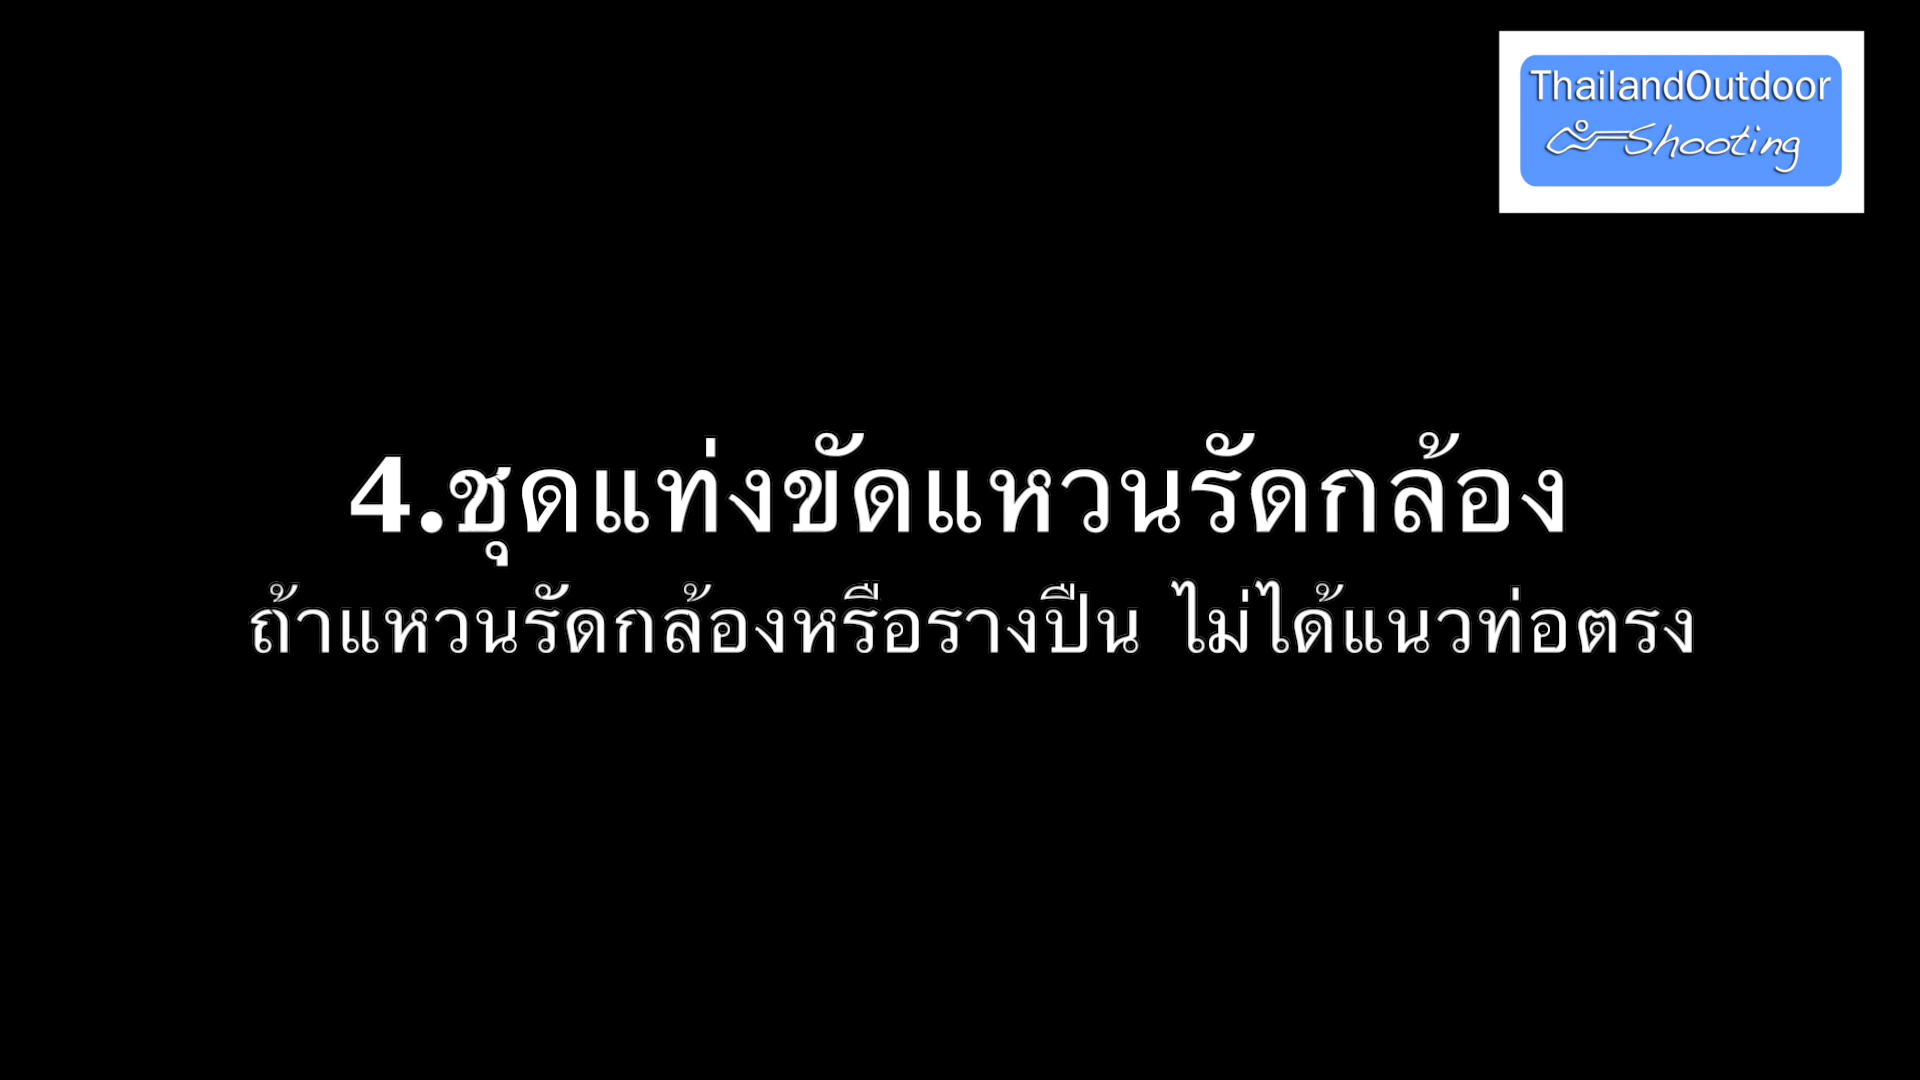 ThailandOutdoor
Shooting
4.ชุดแท่งขัดแหวนรัดกล้อง
ถ้าแหวนรัดกล้องหรือรางปืน ไม่ได้แนวท่อตรง